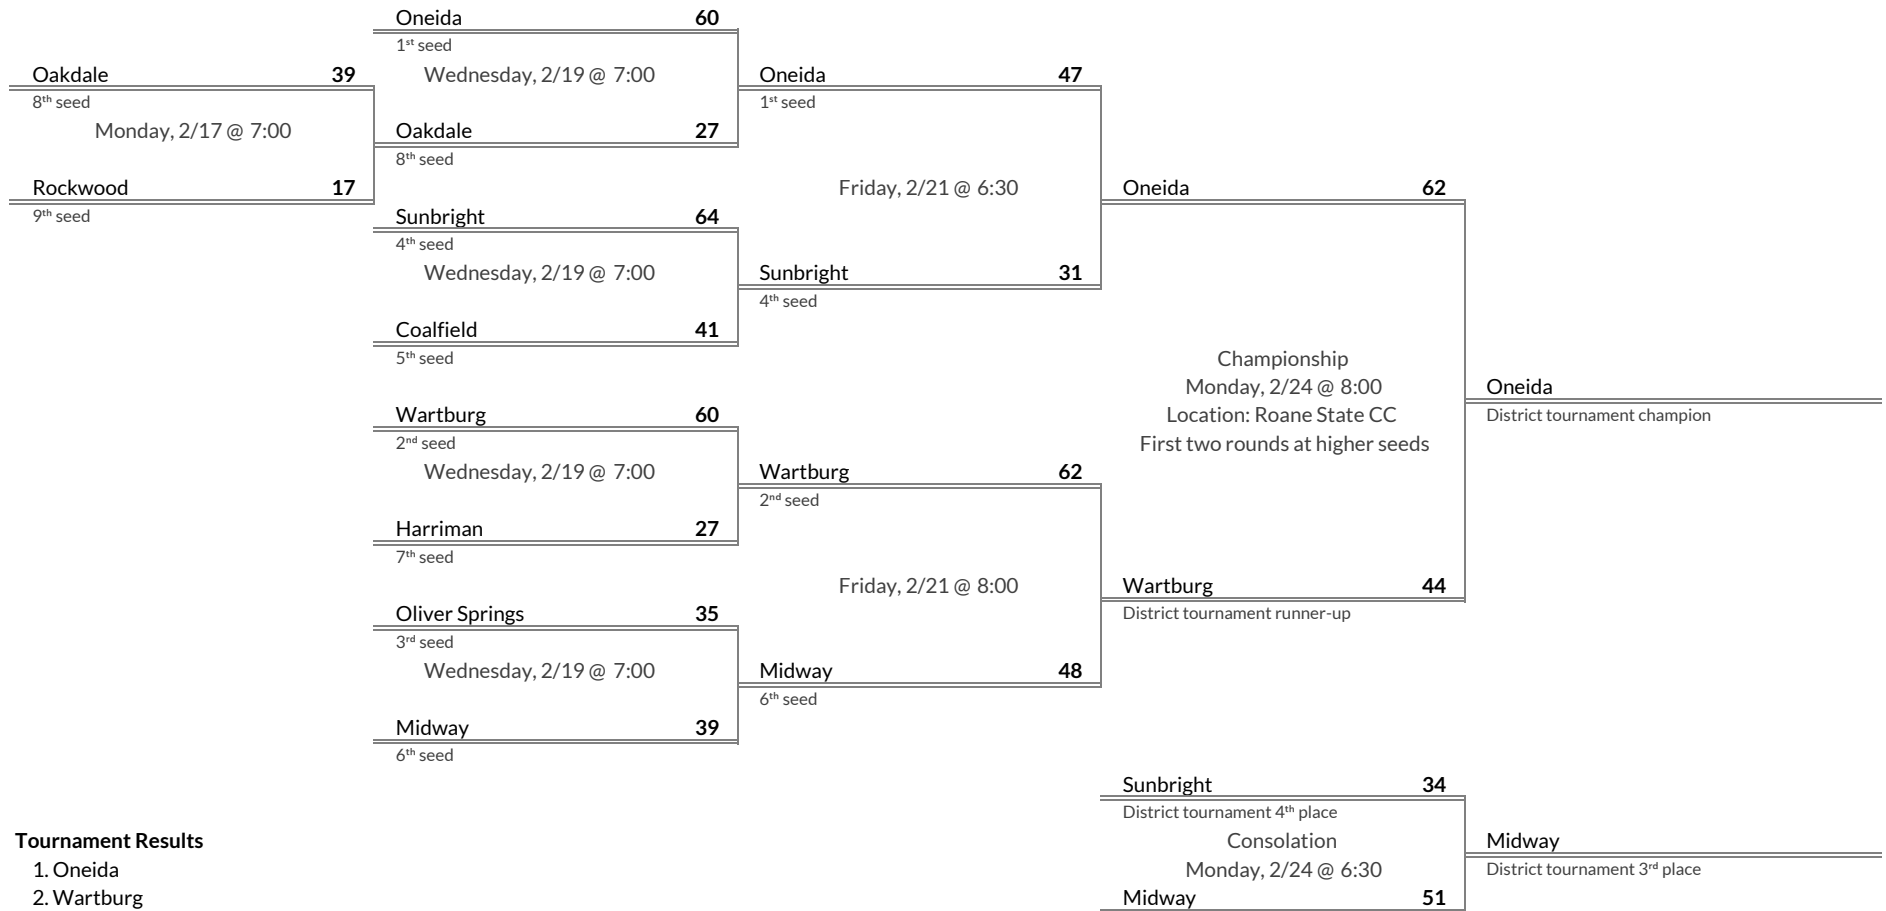 Oakdale 39
8th seed
Monday, 2/17 @ 7:00
Rockwood 17
9th seed
Oneida 60
1st seed
Wednesday, 2/19 @ 7:00
Oakdale 27
8th seed
Sunbright 64
4th seed
Wednesday, 2/19 @ 7:00
Coalfield 41
5th seed
Wartburg 60
2nd seed
Wednesday, 2/19 @ 7:00
Harriman 27
7th seed
Oliver Springs 35
3rd seed
Wednesday, 2/19 @ 7:00
Midway 39
6th seed
Oneida 47
1st seed
Friday, 2/21 @ 6:30
Sunbright 31
4th seed
Wartburg 62
2nd seed
Friday, 2/21 @ 8:00
Midway 48
6th seed
Oneida 62
Championship
Monday, 2/24 @ 8:00
Location: Roane State CC
First two rounds at higher seeds
Wartburg 44
District tournament runner-up
Oneida
District tournament champion
Sunbright 34
District tournament 4th place
Consolation
Monday, 2/24 @ 6:30
Midway 51
Midway
District tournament 3rd place
Tournament Results
1. Oneida
2. Wartburg